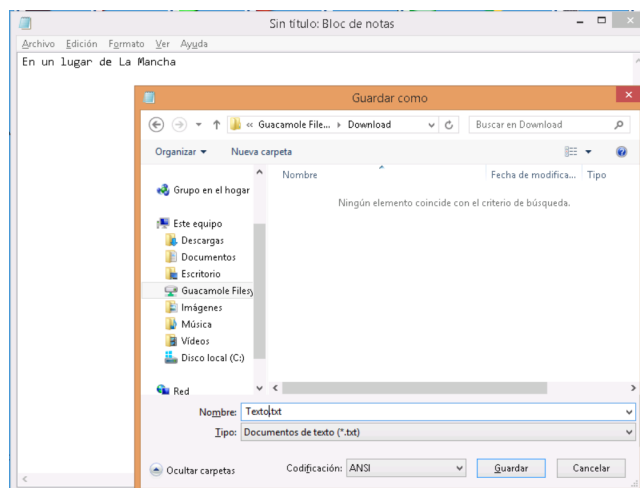 Sin título: Bloc de notas
Archivo Edición Formato Ver Ayuda
En un lugar de La Mancha
Guardar como
« Guacamole File... Download
Buscar en Download
Organizar Nueva carpeta
Nombre Fecha de modifica... Tipo
Ningún elemento coincide con el criterio de búsqueda.
Grupo en el hogar
Este equipo
Descargas
Documentos
Escritorio
Guacamole Filesy
Imágenes
Música
Vídeos
Disco local (C:)
Red
Nombre: Texto.txt
Tipo: Documentos de texto (*.txt)
Ocultar carpetas Codificación: ANSI Guardar Cancelar